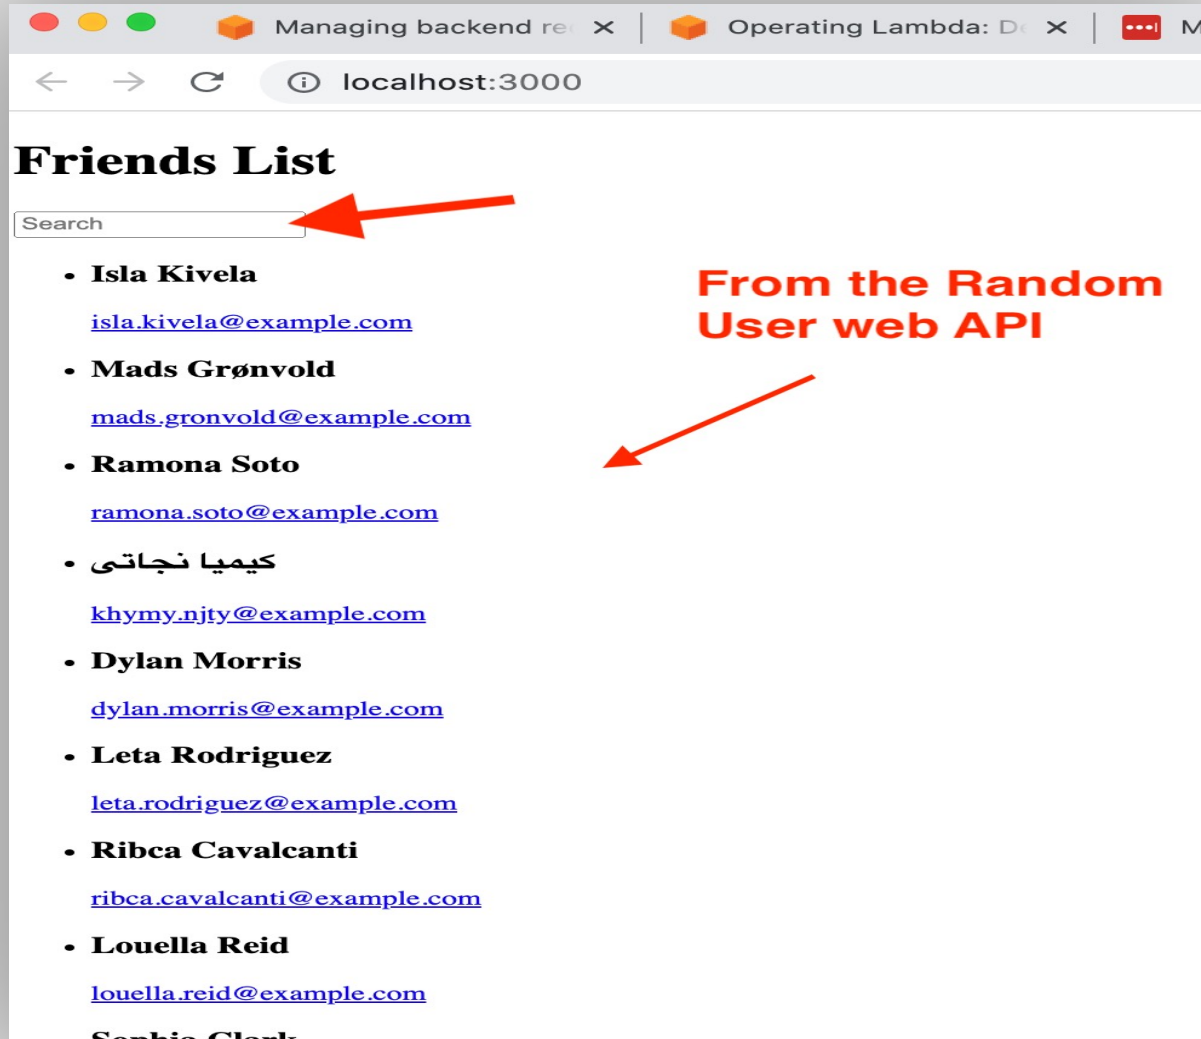 Managing backend re
Operating Lambda: D
M
localhost:3000
Friends List
Search
Isla Kivela
isla.kivela@example.com
From the Random
User web API
Mads Grønvold
mads.gronvold@example.com
Ramona Soto
ramona.soto@example.com
کیمیا نجاتی
khymy.njty@example.com
Dylan Morris
dylan.morris@example.com
Leta Rodriguez
leta.rodriguez@example.com
Ribca Cavalcanti
ribca.cavalcanti@example.com
Louella Reid
louella.reid@example.com
Sophie Clark